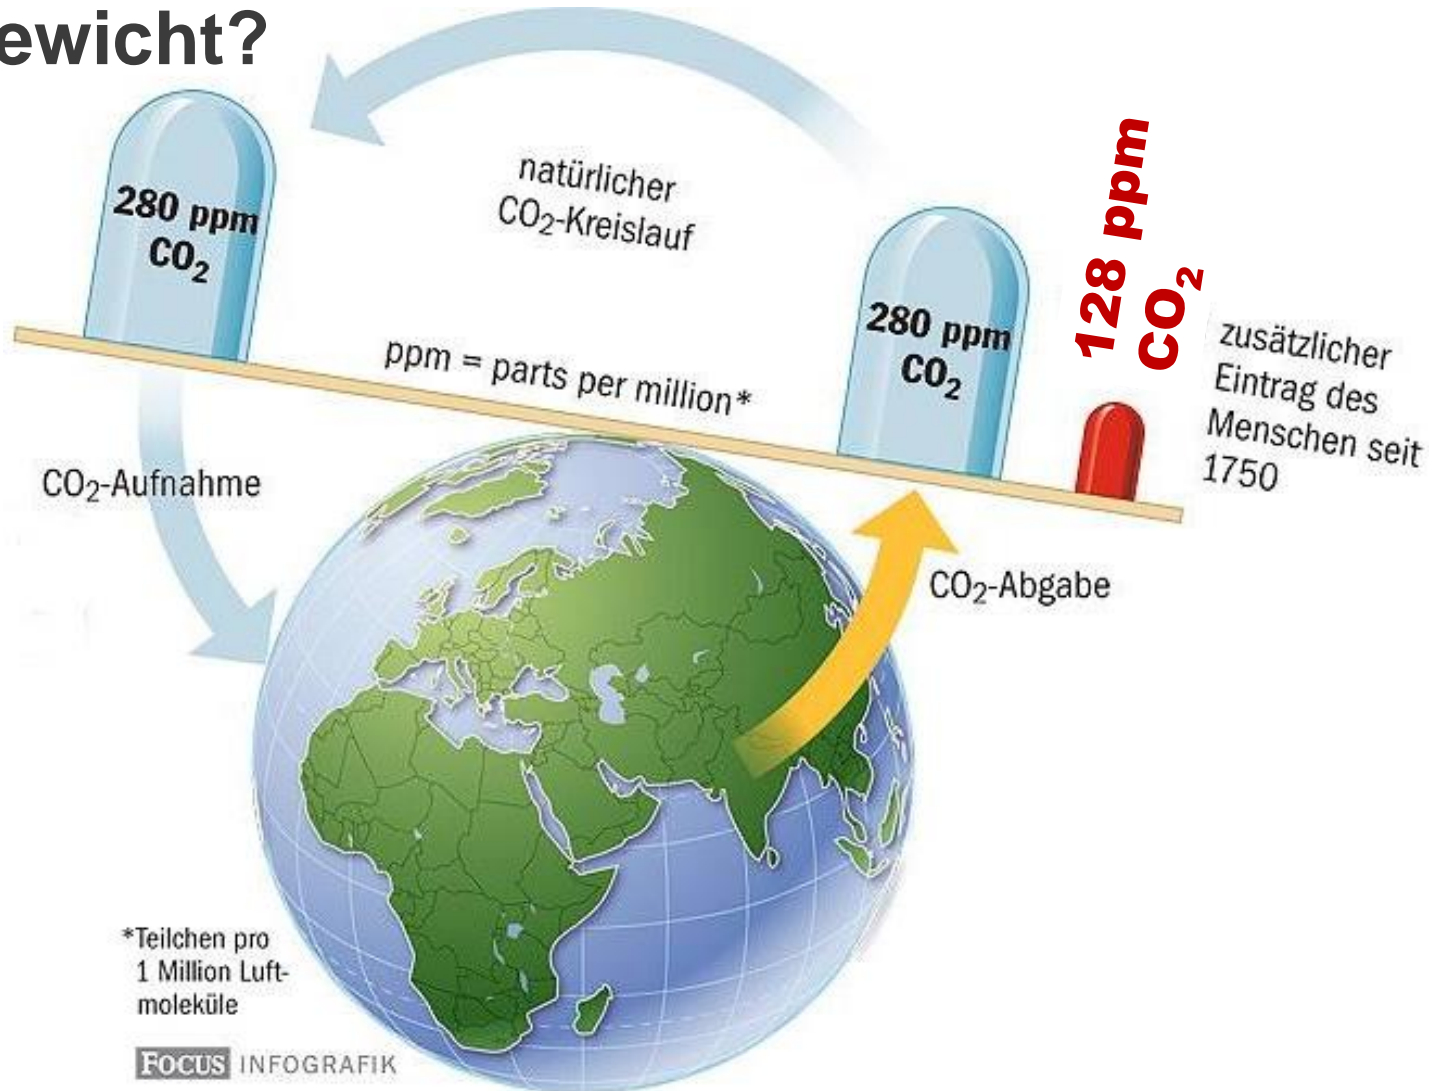 ewicht?
280 ppm
CO₂
natürlicher
CO₂-Kreislauf
280 ppm
CO₂
128 ppm
CO₂
zusätzlicher
Eintrag des
Menschen seit
1750
ppm = parts per million*
CO₂-Aufnahme
CO₂-Abgabe
*Teilchen pro
1 Million Luft-
moleküle
FOCUS INFOGRAFIK